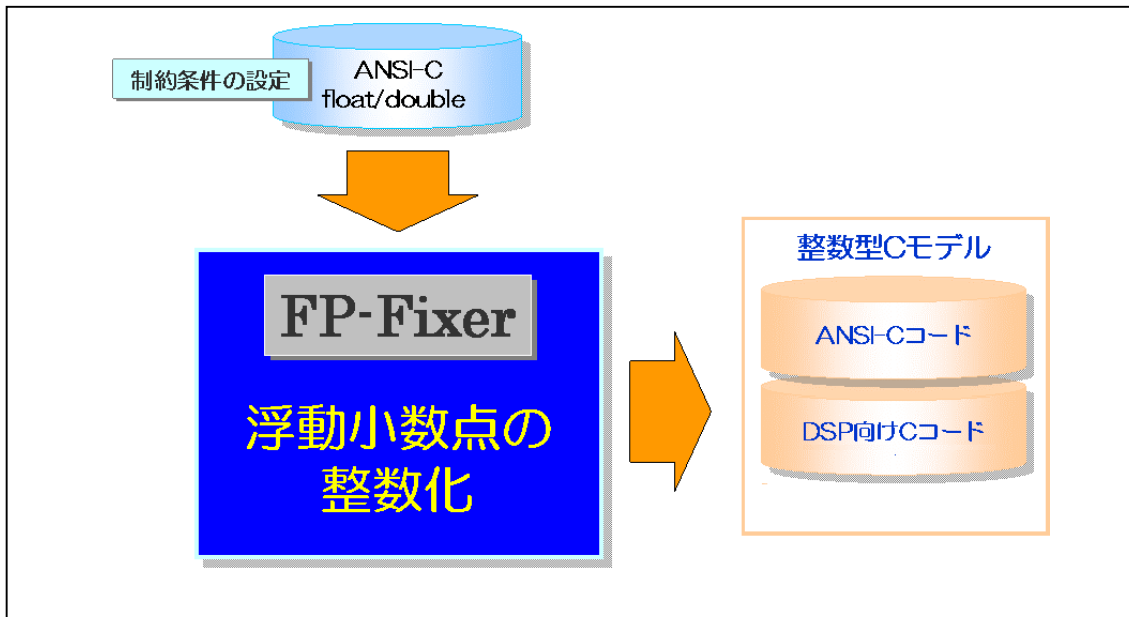 制約条件の設定
ANSI-C
float/double
FP-Fixer
浮動小数点の
整数化
整数型Cモデル
ANSI-Cコード
DSP向けCコード